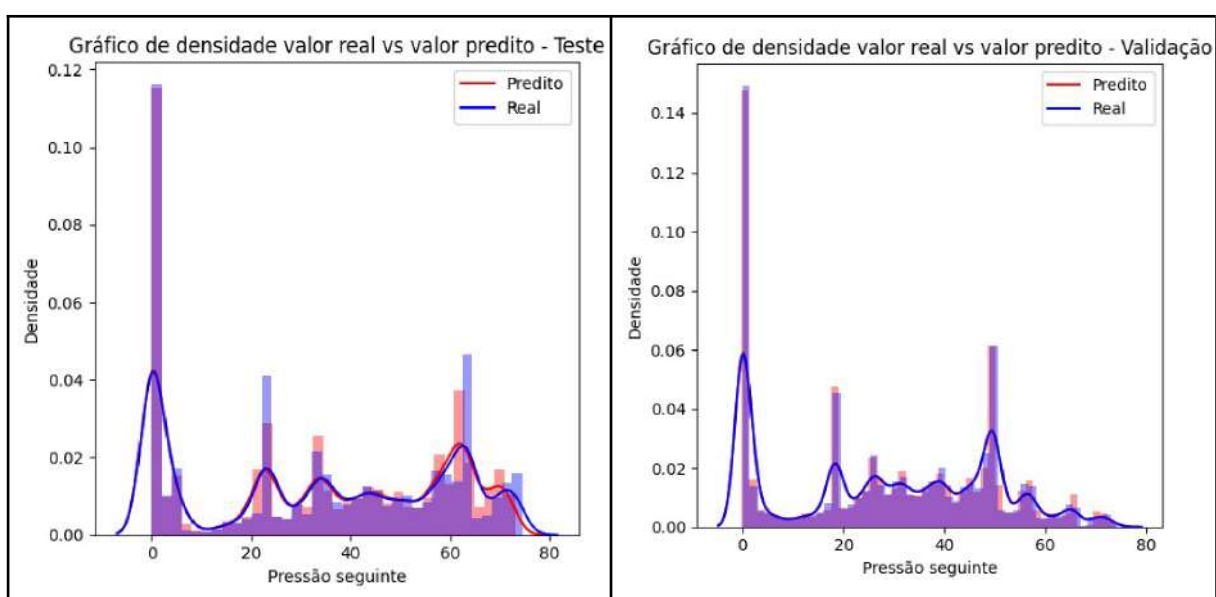 Gráfico de densidade valor real vs valor predito - Teste
0.12
0.10
0.08
0.06
0.04
0.02
0.00
Densidade
Predito
Real
0 20 40 60 80
Pressão seguinte
Gráfico de densidade valor real vs valor predito - Validação
0.14
0.12
0.10
0.08
0.06
0.04
0.02
0.00
Densidade
Predito
Real
0 20 40 60 80
Pressão seguinte